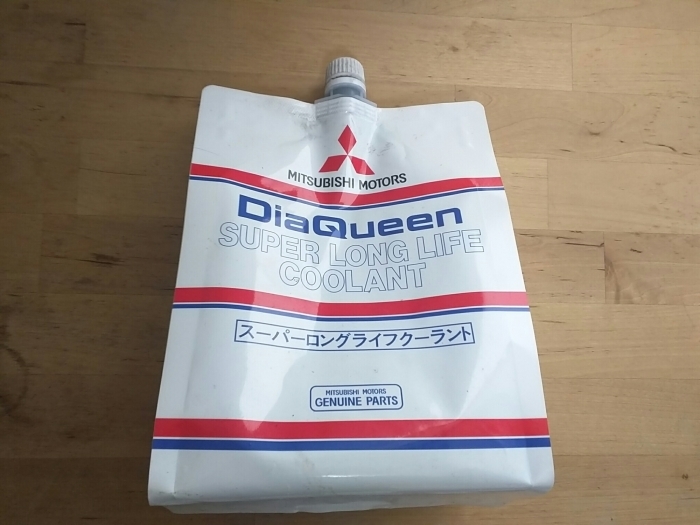 MITSUBISHI MOTORS
DiaQueen
SUPER LONG LIFE
COOLANT
スーパーロングライフクーラント
MITSUBISHI MOTORS
GENUINE PARTS